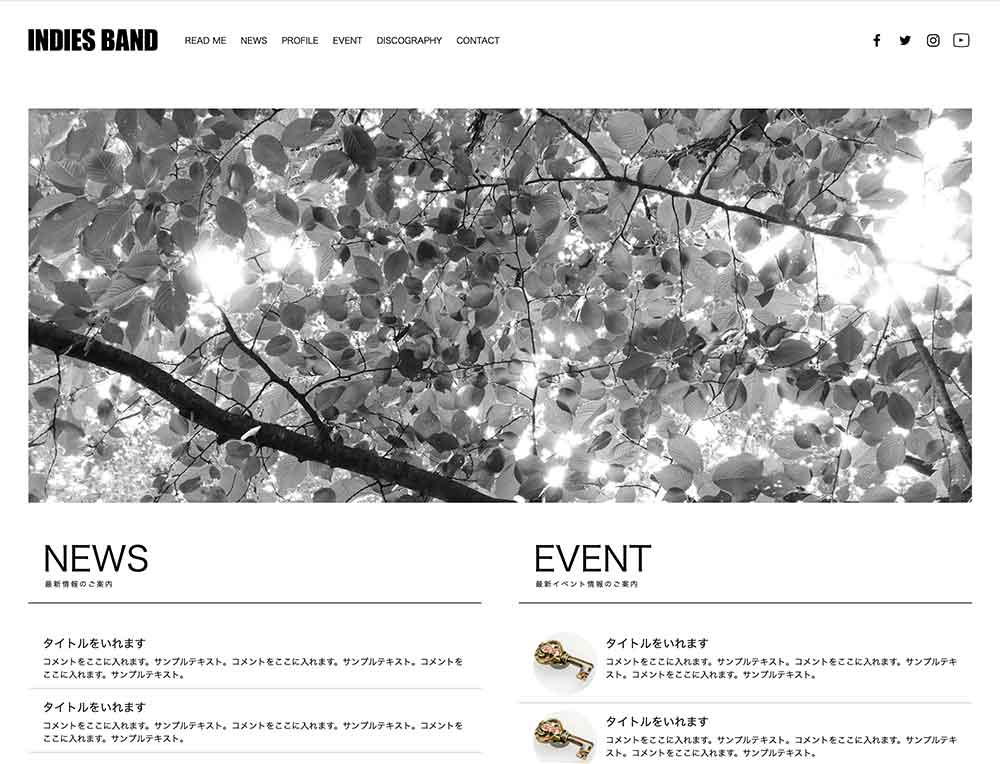 INDIES BAND
READ ME NEWS PROFILE EVENT DISCOGRAPHY CONTACT
NEWS
最新情報のご案内
タイトルをいれます
コメントをここに入れます。サンプルテキスト。コメントをここに入れます。サンプルテキスト。コメントを
ここに入れます。サンプルテキスト。
タイトルをいれます
コメントをここに入れます。サンプルテキスト。コメントをここに入れます。サンプルテキスト。コメントを
ここに入れます。サンプルテキスト。
EVENT
最新イベント情報のご案内
タイトルをいれます
コメントをここに入れます。サンプルテキスト。コメントをここに入れます。サンプルテキ
スト。コメントをここに入れます。サンプルテキスト。
タイトルをいれます
コメントをここに入れます。サンプルテキスト。コメントをここに入れます。サンプルテキ
スト。コメントをここに入れます。サンプルテキスト。